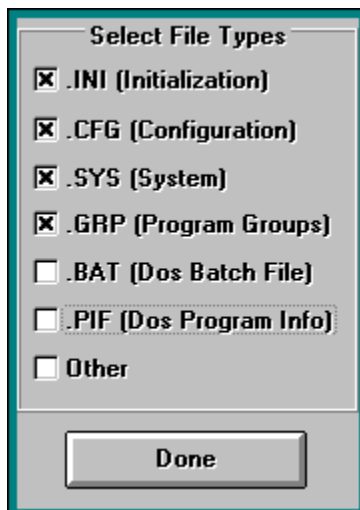 Select File Types
.INI (Initialization)
.CFG (Configuration)
.SYS (System)
.GRP (Program Groups)
.BAT (Dos Batch File)
.PIF (Dos Program Info)
Other
Done